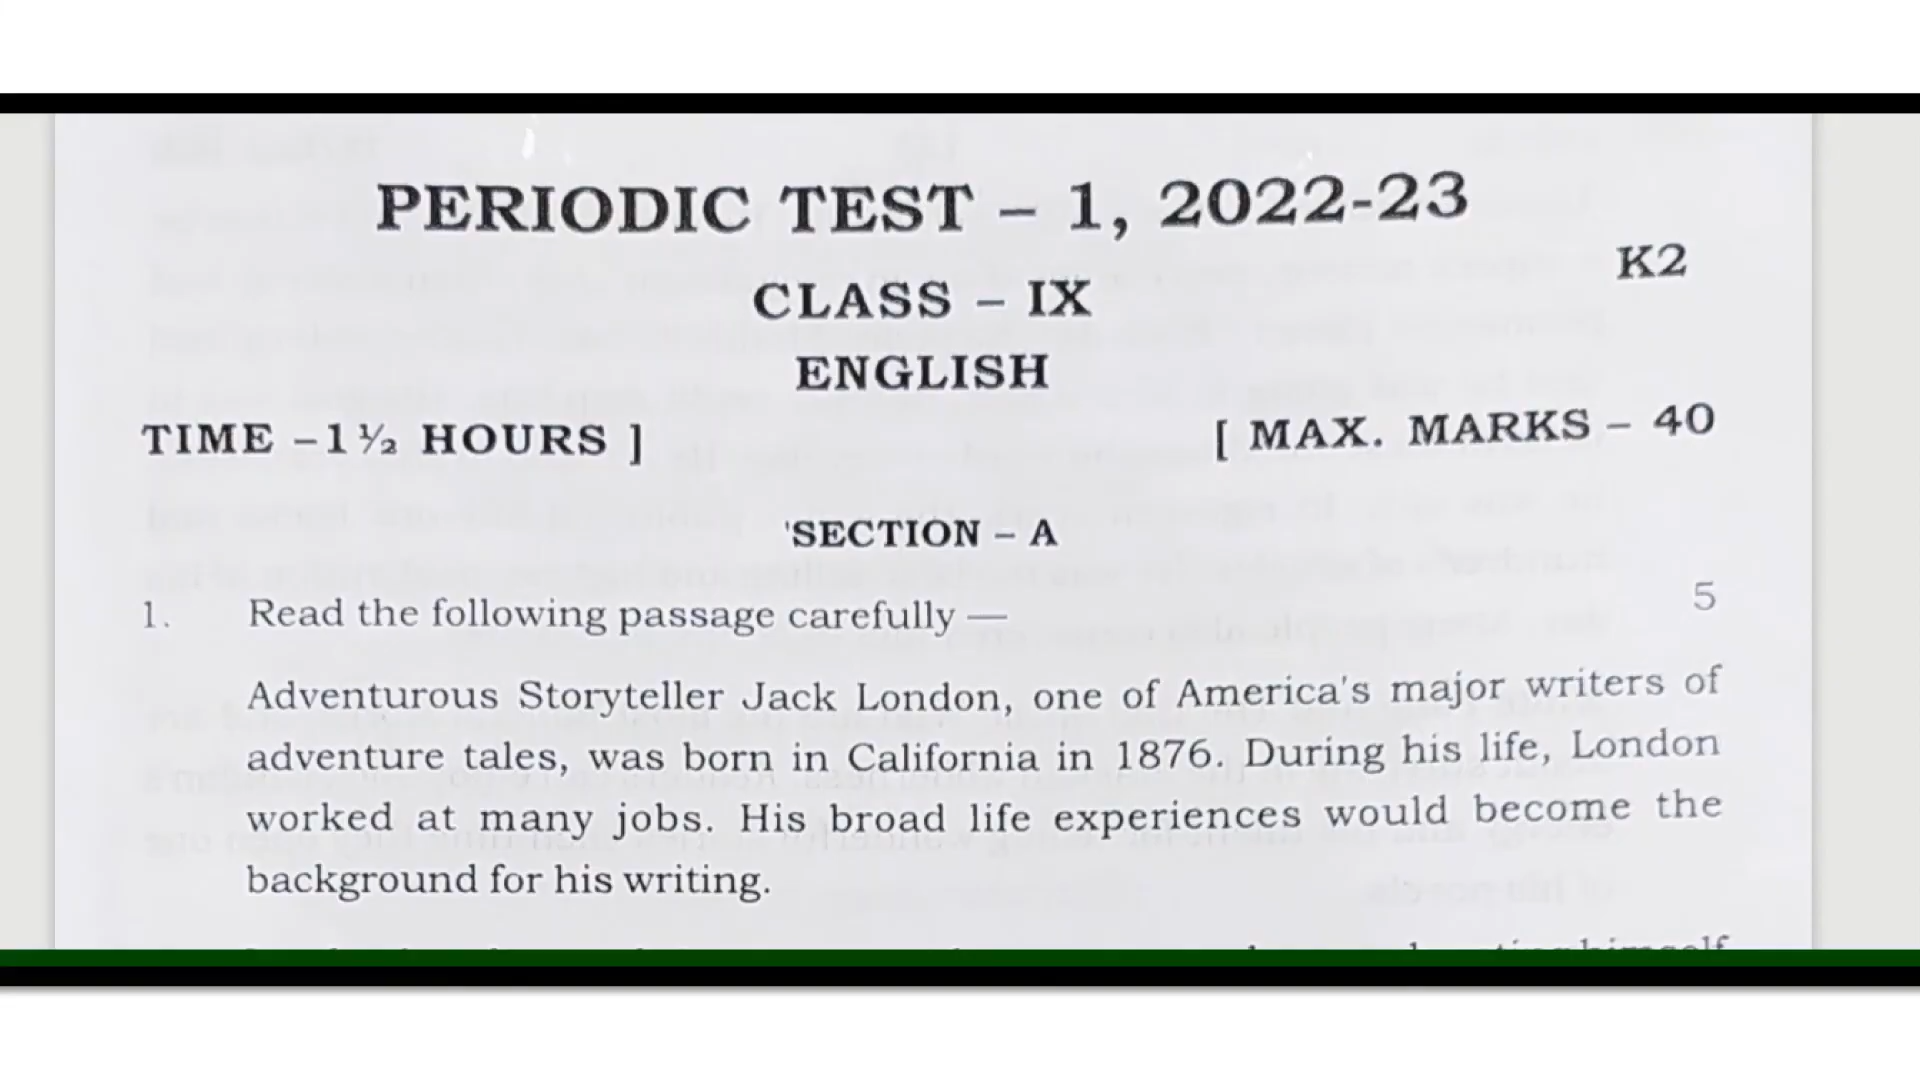 PERIODIC TEST – 1, 2022-23
K2
CLASS – IX
ENGLISH
TIME –1 ½ HOURS ] [ MAX. MARKS – 40
'SECTION – A
1. Read the following passage carefully — 5
Adventurous Storyteller Jack London, one of America's major writers of
adventure tales, was born in California in 1876. During his life, London
worked at many jobs. His broad life experiences would become the
background for his writing.
himself